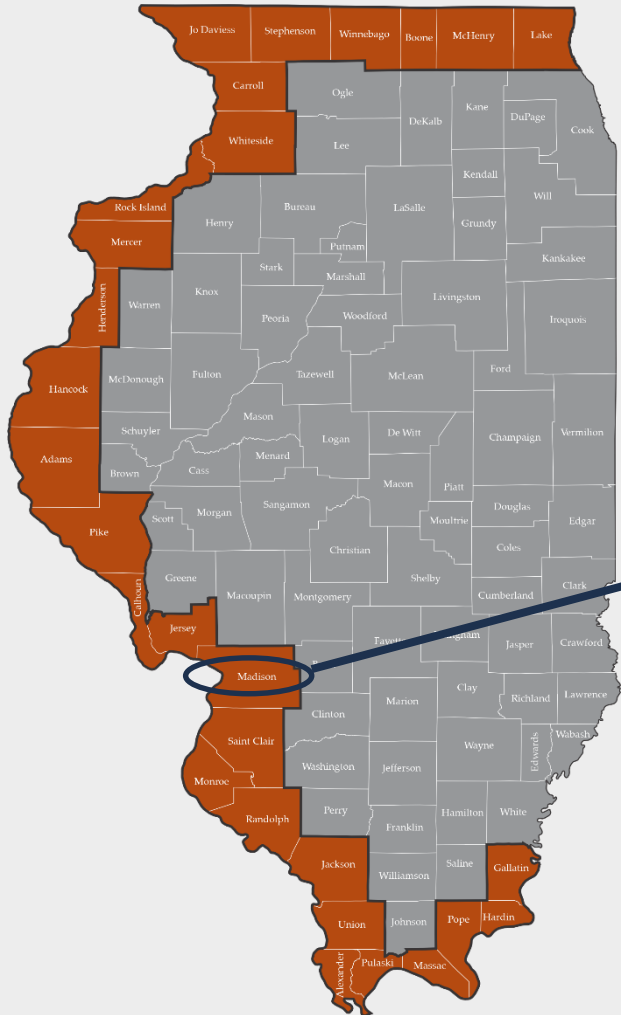 Jo Daviess
Stephenson
Winnebago
Boone
McHenry
Lake
Carroll
Ogle
DeKalb
Kane
DuPage
Cook
Whiteside
Lee
Kendall
Will
Rock Island
Henry
Bureau
LaSalle
Grundy
Mercer
Putnam
Kankakee
Stark
Marshall
Henderson
Warren
Knox
Peoria
Woodford
Livingston
Iroquois
Hancock
McDonough
Fulton
Tazewell
McLean
Ford
Mason
Schuyler
Logan
De Witt
Champaign
Vermilion
Adams
Brown
Cass
Menard
Macon
Piatt
Pike
Scott
Morgan
Sangamon
Christian
Moultrie
Douglas
Edgar
Coles
Calhoun
Greene
Macoupin
Montgomery
Shelby
Cumberland
Clark
Jersey
Fayett
ngham
Jasper
Crawford
Madison
Clay
Richland
Lawrence
Clinton
Marion
Saint Clair
Wayne
Edwards
Wabash
Monroe
Washington
Jefferson
Randolph
Perry
Franklin
Hamilton
White
Jackson
Williamson
Saline
Gallatin
Union
Johnson
Pope
Hardin
Alexander
Pulaski
Massac